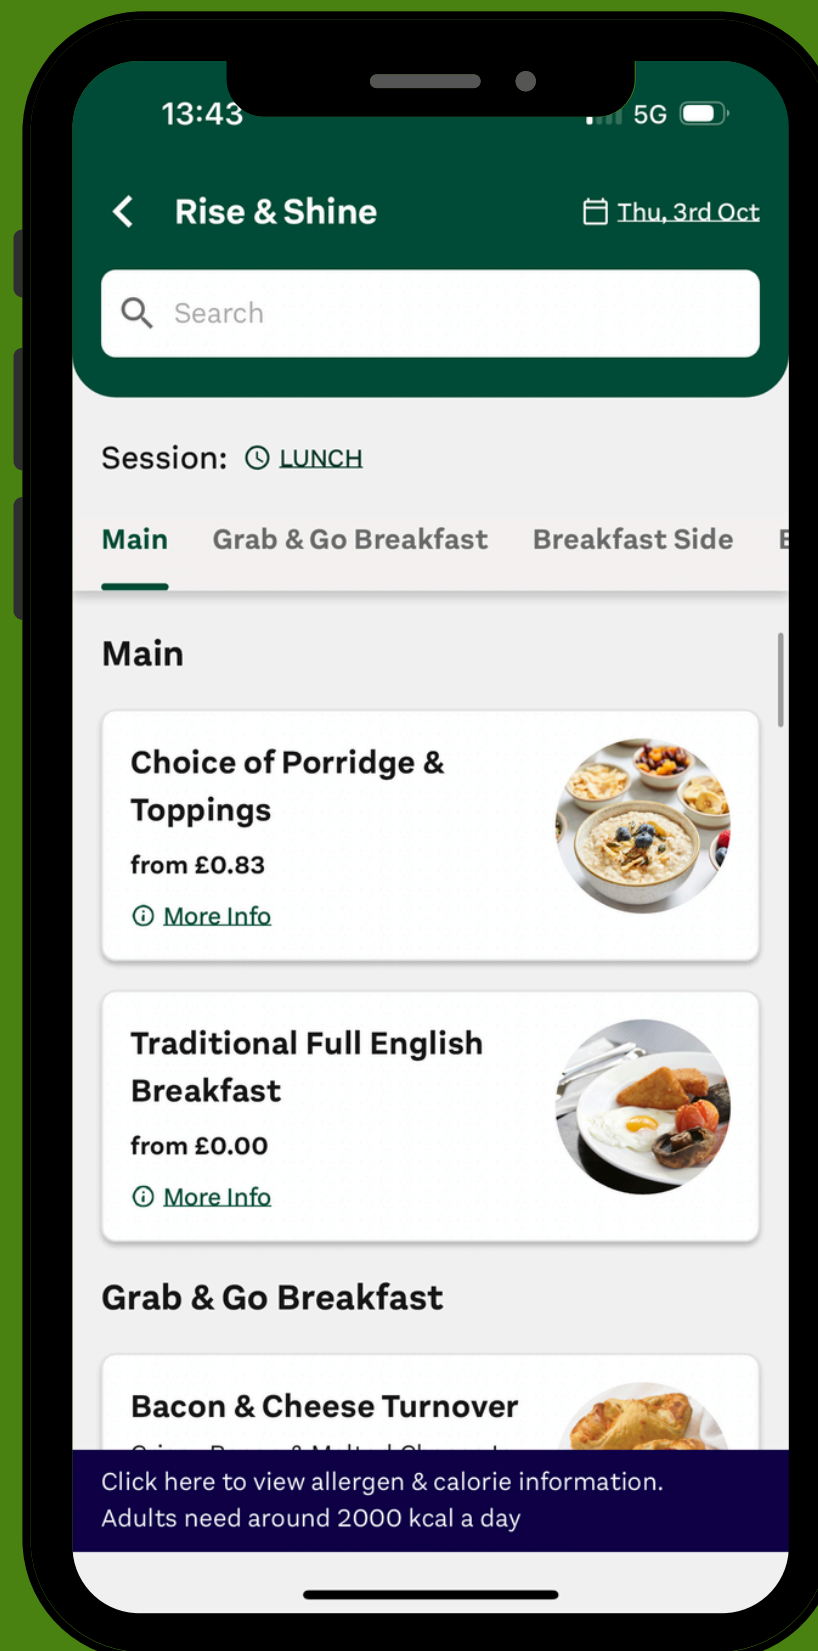 13:43
5G
Rise & Shine
Thu, 3rd Oct
Search
Session: LUNCH
Main
Grab & Go Breakfast
Breakfast Side
Main
Choice of Porridge &
Toppings
from £0.83
More Info
Traditional Full English
Breakfast
from £0.00
More Info
Grab & Go Breakfast
Bacon & Cheese Turnover
Click here to view allergen & calorie information.
Adults need around 2000 kcal a day